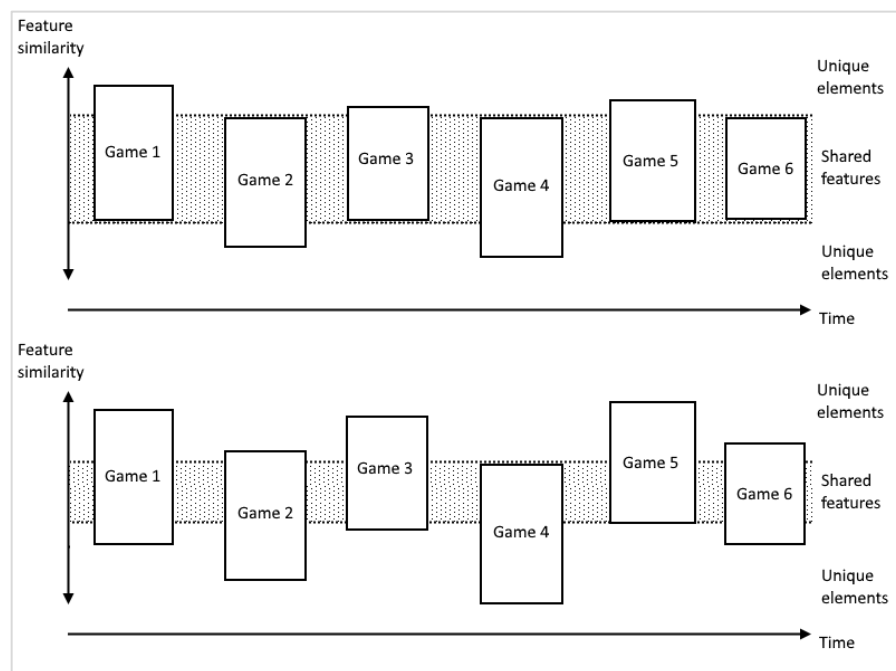 Feature
similarity
Unique
elements
Game 1
Game 2
Game 3
Game 4
Game 5
Game 6
Shared
features
Unique
elements
Time
Feature
similarity
Unique
elements
Game 1
Game 2
Game 3
Game 4
Game 5
Game 6
Shared
features
Unique
elements
Time